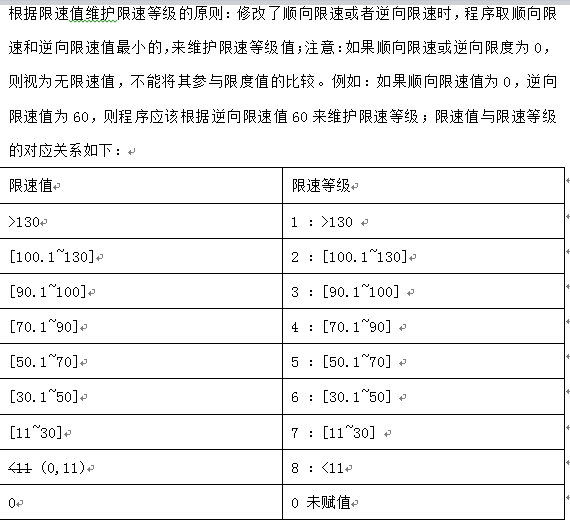 根据限速值维护限速等级的原则：修改了顺向限速或者逆向限速时，程序取顺向限
速和逆向限速值最小的，来维护限速等级值；注意：如果顺向限速或逆向限度为0，
则视为无限速值，不能将其参与限度值的比较。例如：如果顺向限速值为0，逆向
限速值为60，则程序应该根据逆向限速值60来维护限速等级；限速值与限速等级
的对应关系如下：
限速值 限速等级
>130 1 ：>130
[100.1~130] 2 ：[100.1~130]
[90.1~100] 3 ：[90.1~100]
[70.1~90] 4 ：[70.1~90]
[50.1~70] 5 ：[50.1~70]
[30.1~50] 6 ：[30.1~50]
[11~30] 7 ：[11~30]
<11 (0,11) 8 ：<11
0 0 未赋值